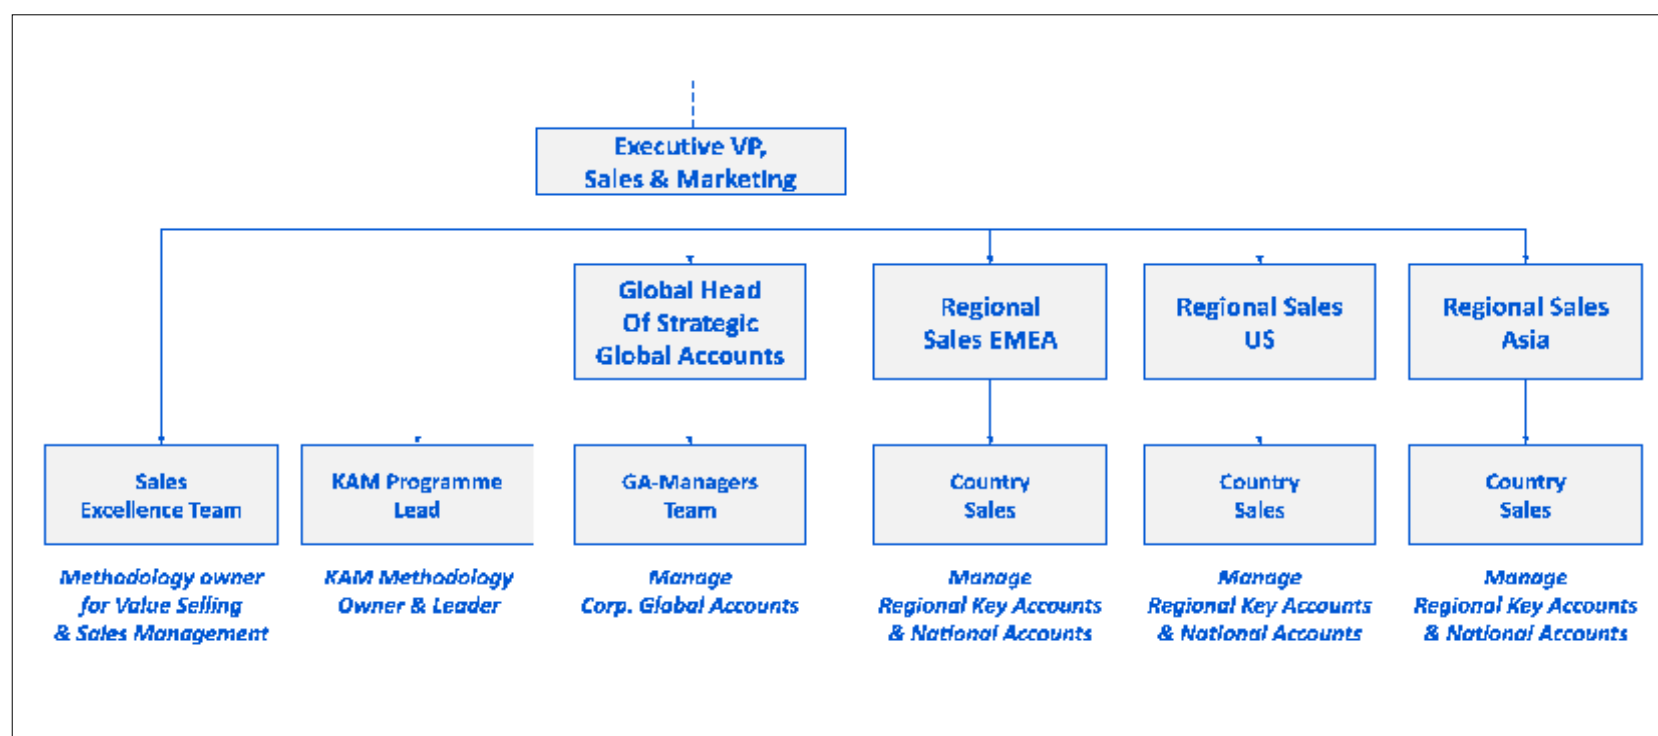 Executive VP,
Sales & Marketing
Global Head
Of Strategic
Global Accounts
Regional
Sales EMEA
Regional Sales
US
Regional Sales
Asia
Sales
Excellence Team
KAM Programme
Lead
GA-Managers
Team
Country
Sales
Country
Sales
Country
Sales
Methodology owner
for Value Selling
& Sales Management
KAM Methodology
Owner & Leader
Manage
Corp. Global Accounts
Manage
Regional Key Accounts
& National Accounts
Manage
Regional Key Accounts
& National Accounts
Manage
Regional Key Accounts
& National Accounts